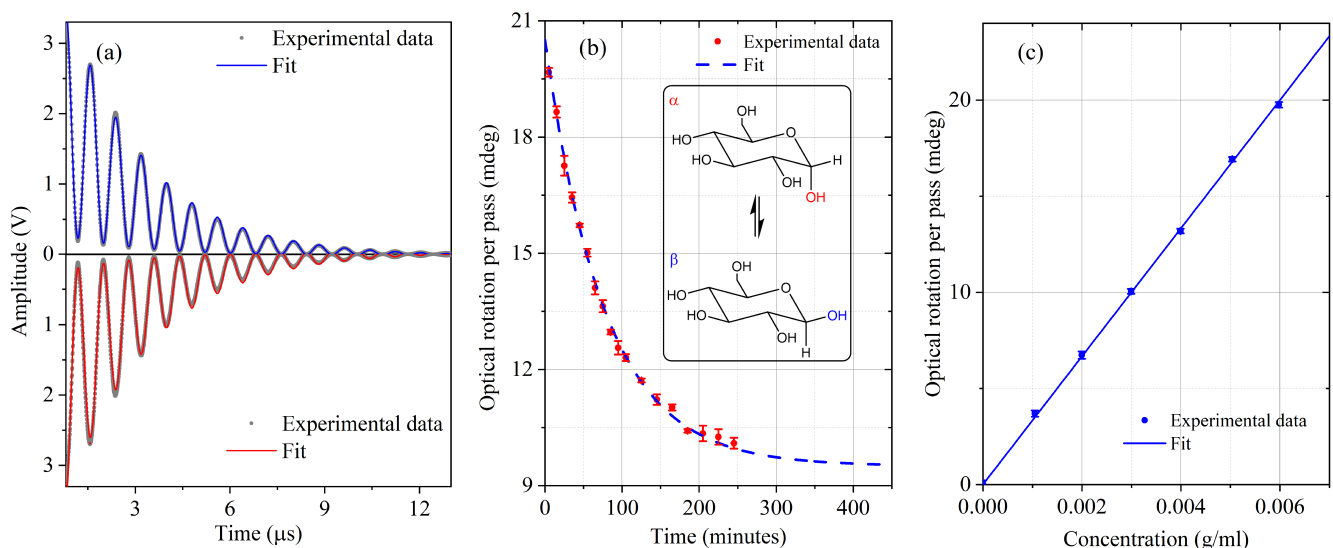 (a)
Experimental data
Fit
3
2
1
0
1
2
3
Amplitude (V)
Experimental data
Fit
3
6
9
12
Time (μs)
(b)
Experimental data
Fit
21
18
15
12
9
Optical rotation per pass (mdeg)
α
OH
HO
O
HO
H
OH
OH
β
OH
HO
O
HO
OH
OH
H
0
100
200
300
400
Time (minutes)
(c)
20
10
0
Optical rotation per pass (mdeg)
Experimental data
Fit
0.000
0.002
0.004
0.006
Concentration (g/ml)